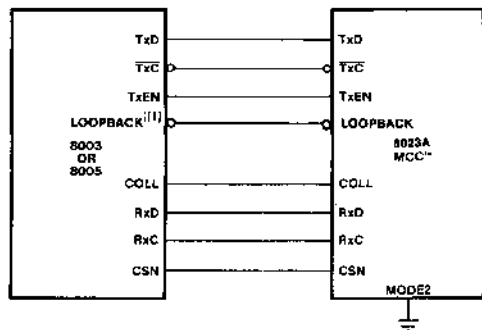 TxD
TxC
TxEN
LOOPBACK [1]
8003
OR
8005
COLL
RxD
RxC
CSN
TxD
TxC
TxEN
LOOPBACK
8023A
MCC™
COLL
RxD
RxC
CSN
MODE2